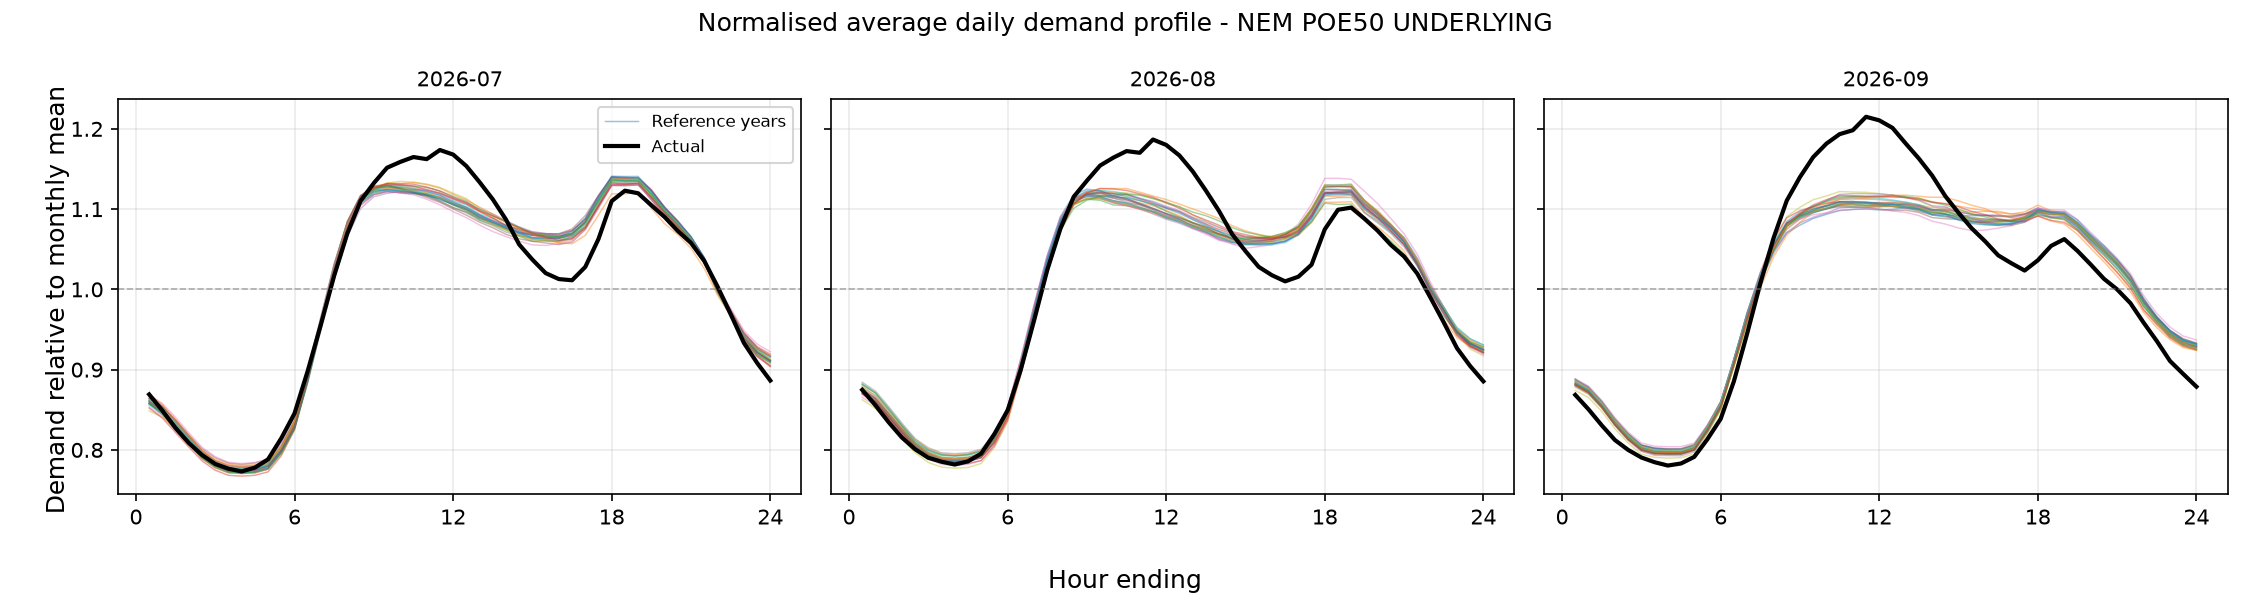 Normalised average daily demand profile - NEM POE50 UNDERLYING
2026-07
2026-08
2026-09
Demand relative to monthly mean
1.2
1.1
1.0
0.9
0.8
Reference years
Actual
0 6 12 18 24
0 6 12 18 24
0 6 12 18 24
Hour ending